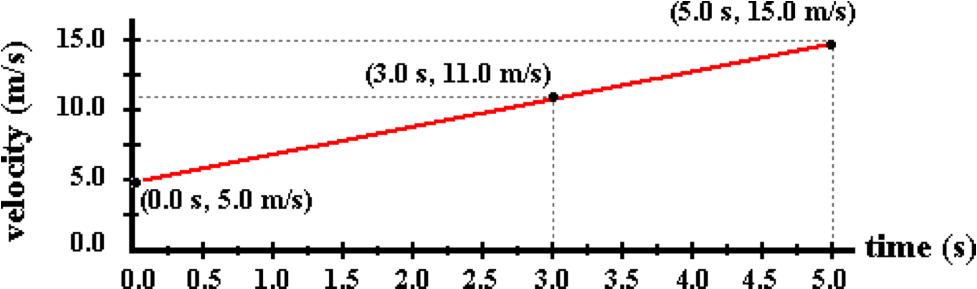 (5.0 s, 15.0 m/s)
15.0
(3.0 s, 11.0 m/s)
10.0
velocity (m/s)
5.0
(0.0 s, 5.0 m/s)
0.0
time (s)
0.0 0.5 1.0 1.5 2.0 2.5 3.0 3.5 4.0 4.5 5.0